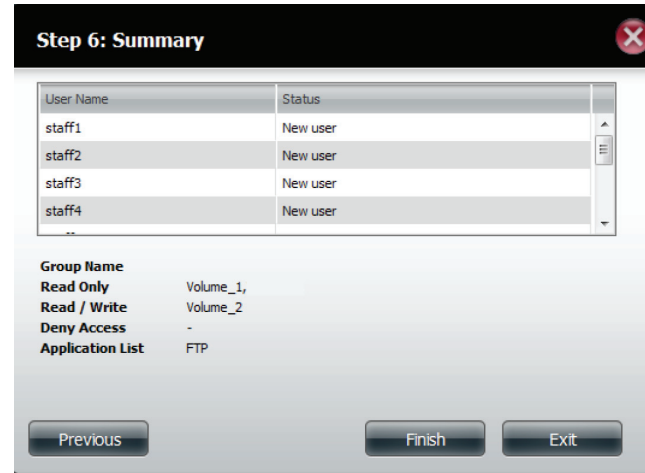 Step 6: Summary
User Name Status
staff1 New user
staff2 New user
staff3 New user
staff4 New user
Group Name
Read Only Volume_1,
Read / Write Volume_2
Deny Access -
Application List FTP
Previous Finish Exit